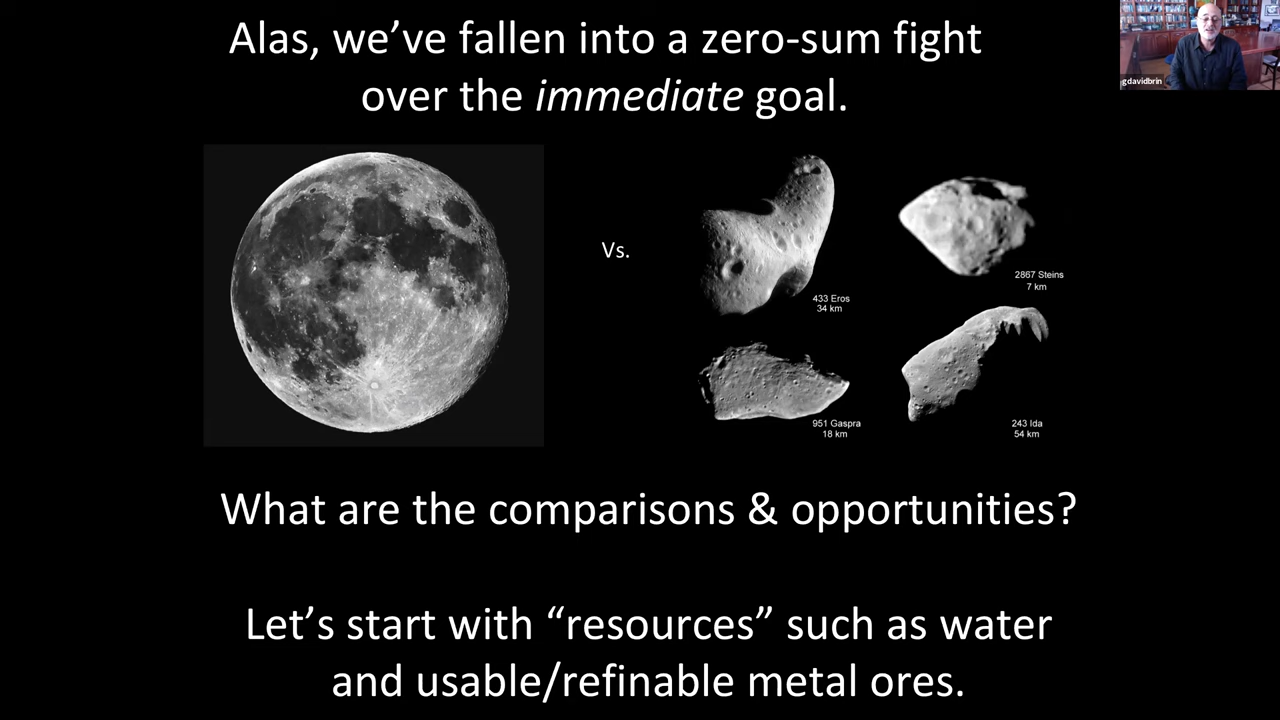 Alas, we’ve fallen into a zero-sum fight
over the immediate goal.
gdavidbrin
Vs.
433 Eros
34 km
2867 Steins
7 km
951 Gaspra
18 km
243 Ida
54 km
What are the comparisons & opportunities?
Let’s start with “resources” such as water
and usable/refinable metal ores.